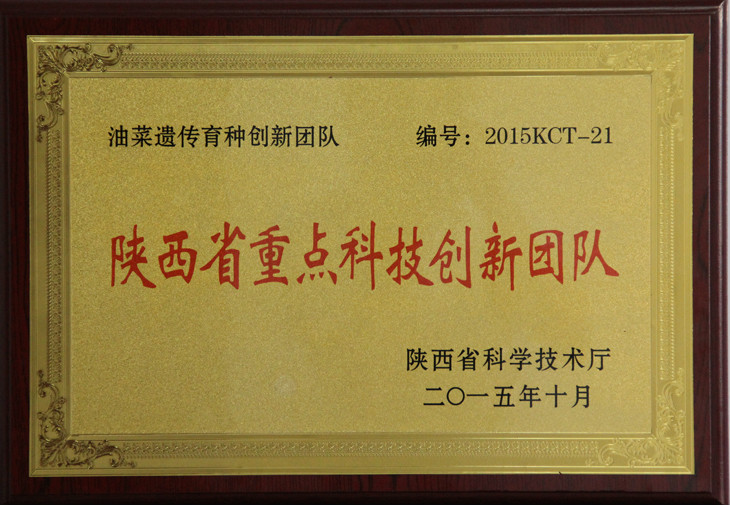 油菜遗传育种创新团队 编号：2015KCT-21
陕西省重点科技创新团队
陕西省科学技术厅
二〇一五年十月